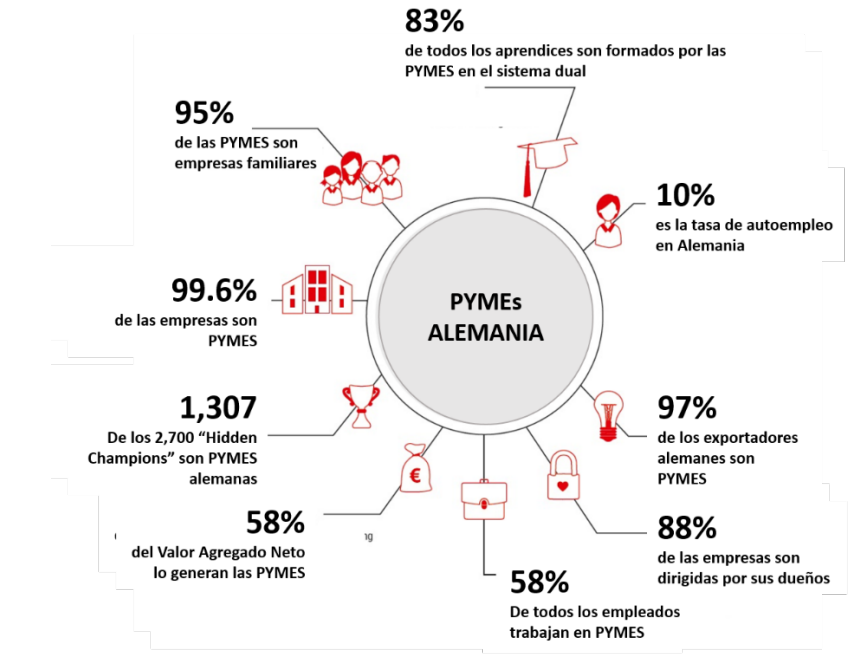 83%
de todos los aprendices son formados por las
PYMES en el sistema dual
95%
de las PYMES son
empresas familiares
10%
es la tasa de autoempleo
en Alemania
99.6%
de las empresas son
PYMES
PYMEs
ALEMANIA
1,307
De los 2,700 “Hidden
Champions” son PYMES
alemanas
97%
de los exportadores
alemanes son
PYMES
58%
del Valor Agregado Neto
lo generan las PYMES
€
88%
de las empresas son
dirigidas por sus dueños
58%
De todos los empleados
trabajan en PYMES